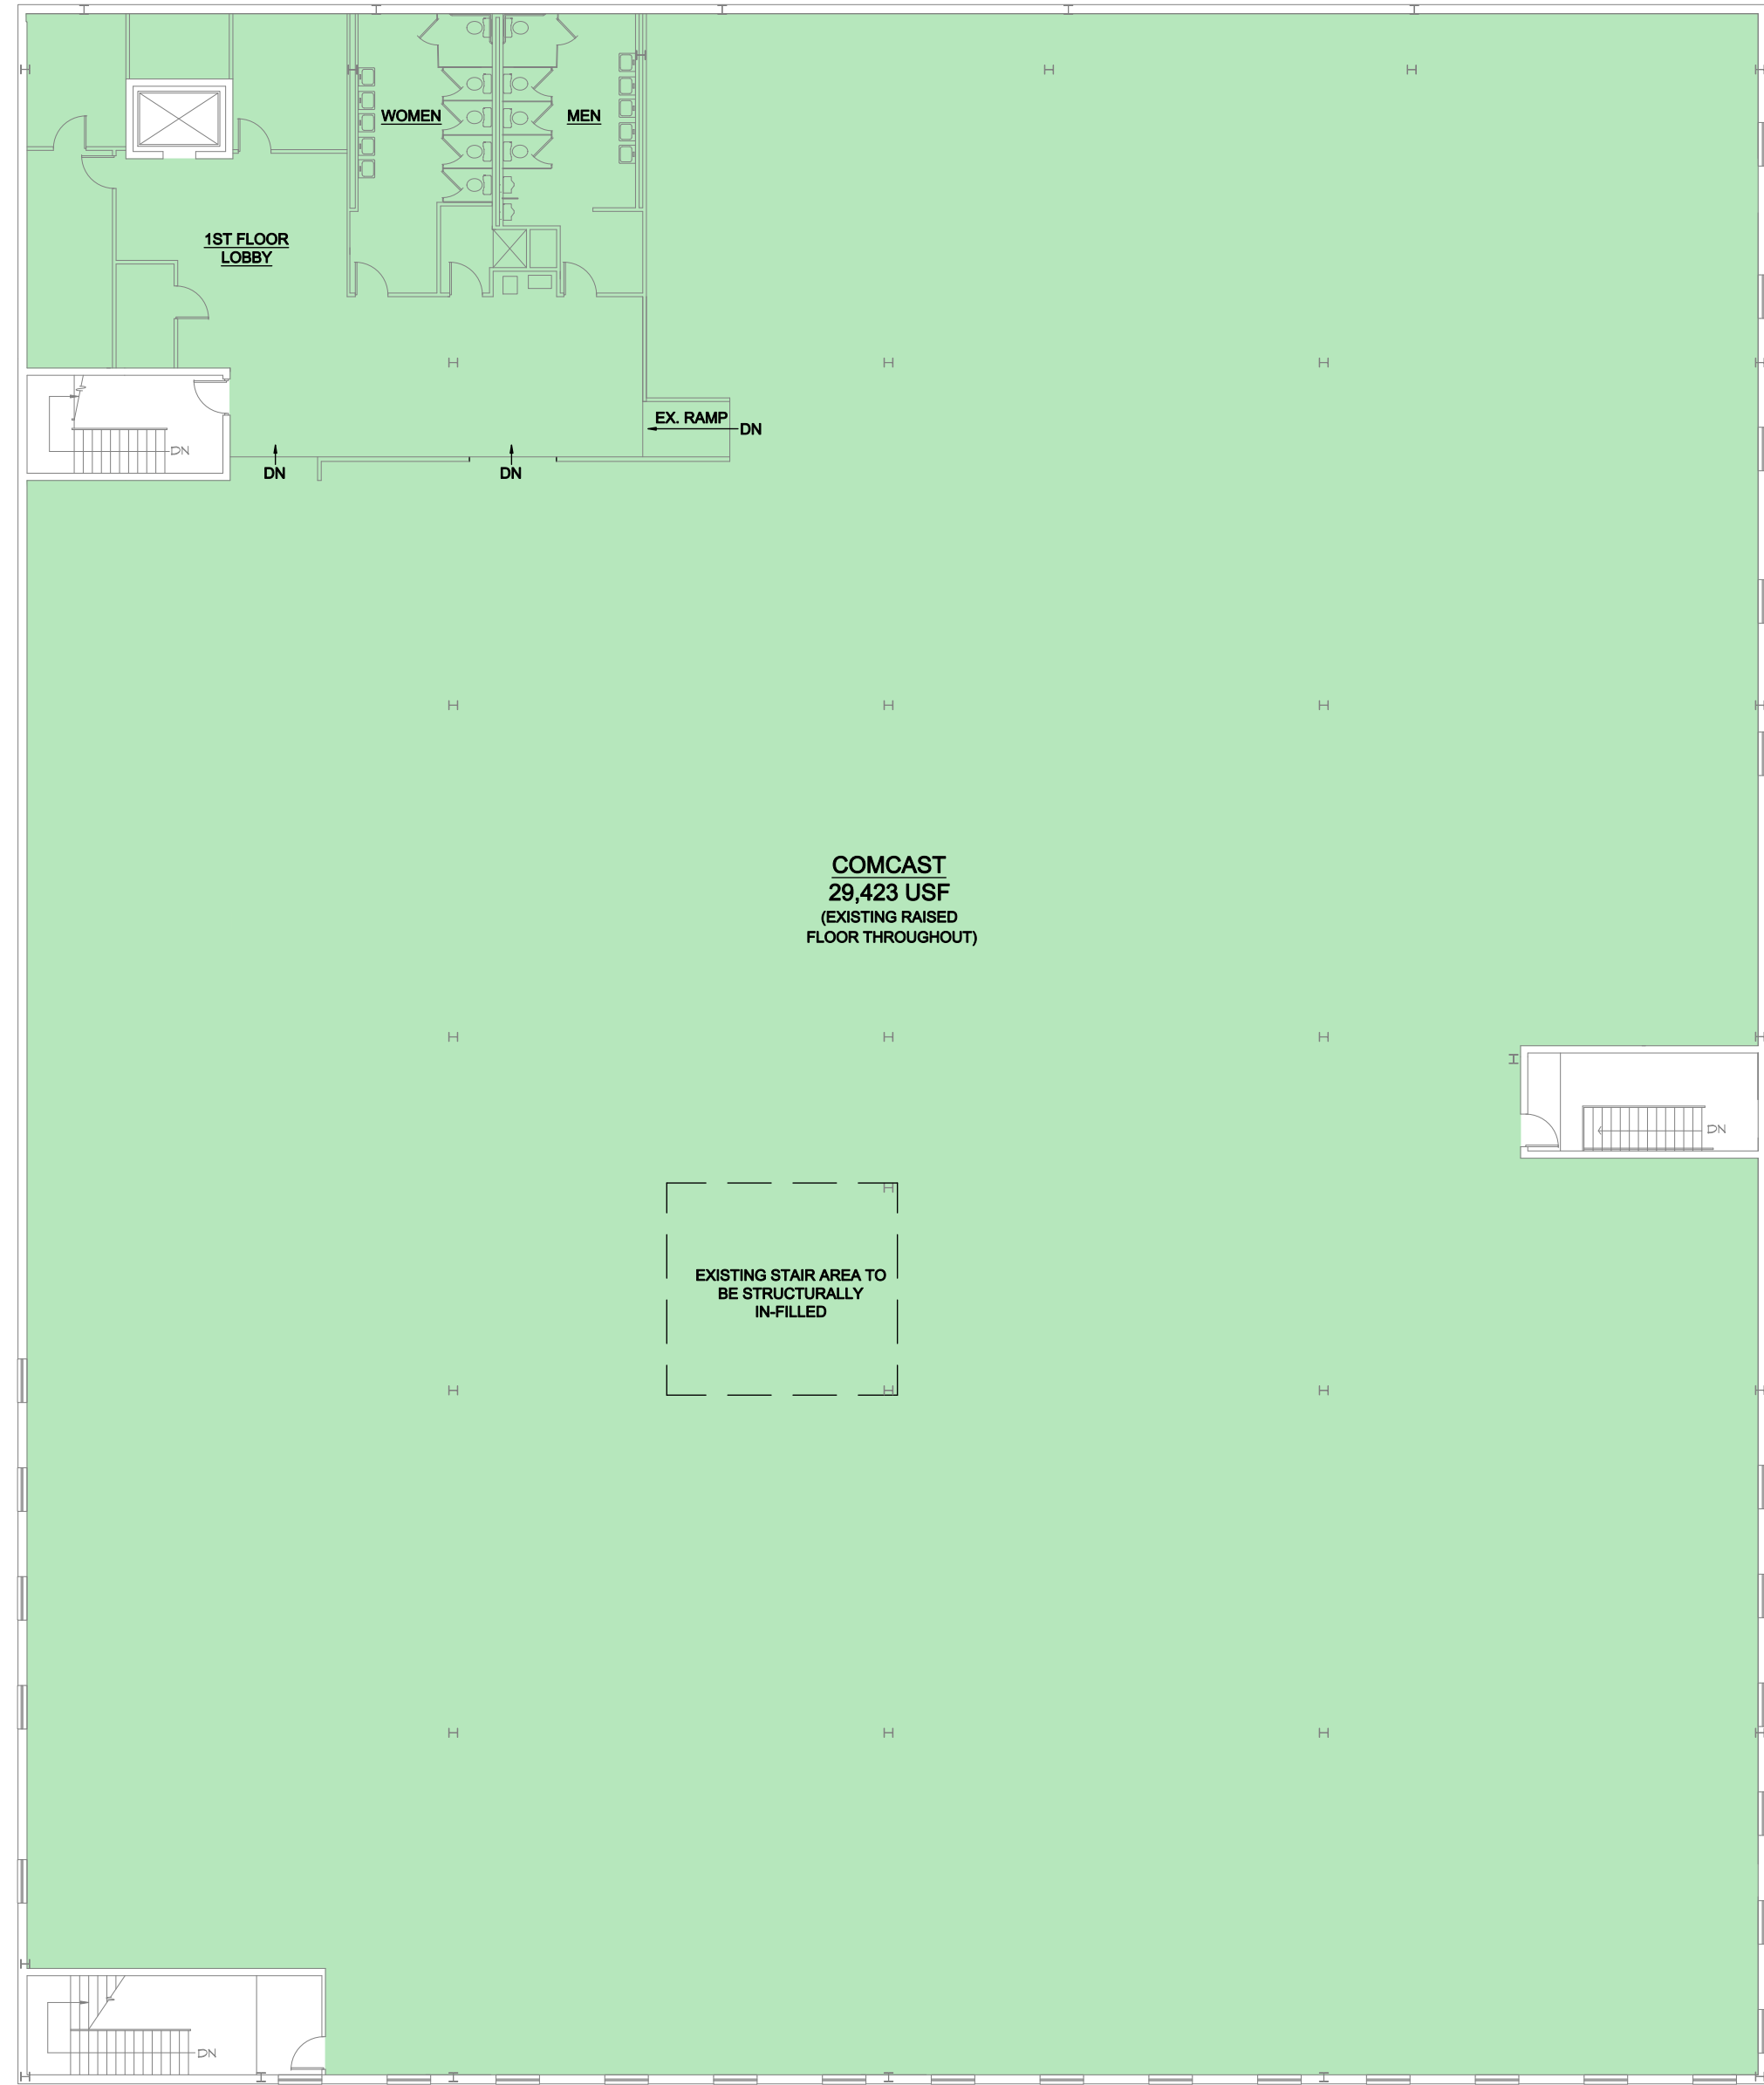 WOMEN
MEN
1ST FLOOR
LOBBY
EX. RAMP
DN
DN
DN
DN
COMCAST
29,423 USF
(EXISTING RAISED
FLOOR THROUGHOUT)
DN
EXISTING STAIR AREA TO
BE STRUCTURALLY
IN-FILLED
DN